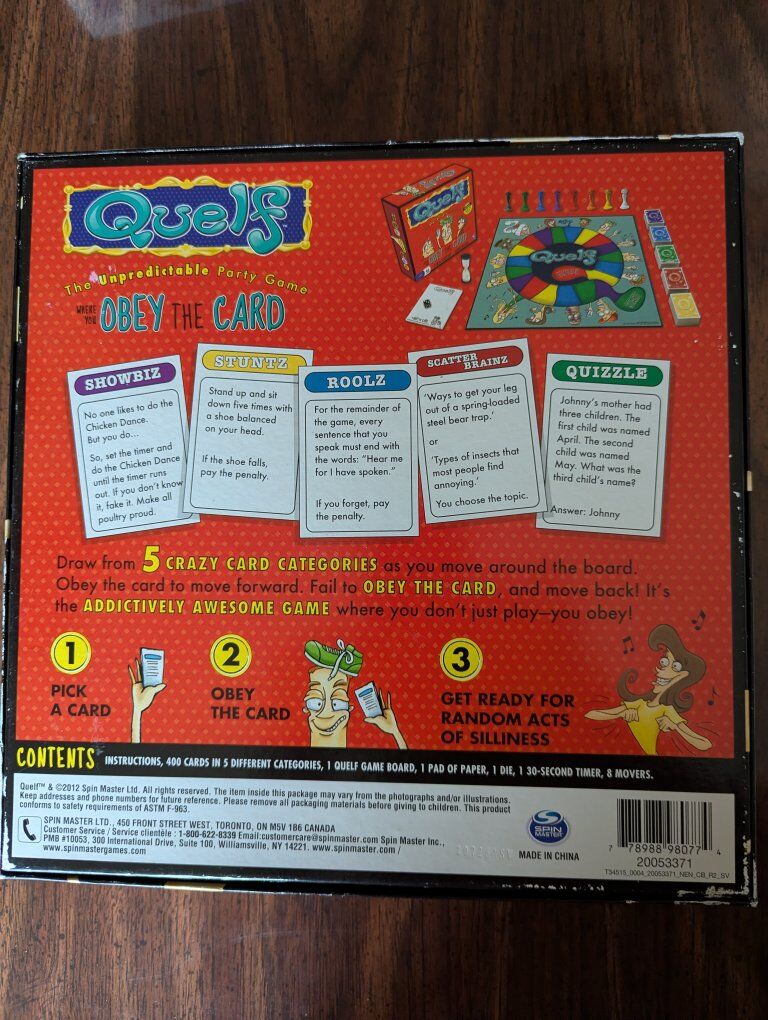 Quelf
The Unpredictable Party Game
WHERE YOU OBEY THE CARD
Quelf
Quelf
SHOWBIZ
No one likes to do the
Chicken Dance.
But you do...
So, set the timer and
do the Chicken Dance
until the timer runs
out. If you don't know
it, fake it. Make all
poultry proud.
STUNTZ
Stand up and sit
down five times with
a shoe balanced
on your head.
If the shoe falls,
pay the penalty.
ROOLZ
For the remainder of
the game, every
sentence that you
speak must end with
the words: "Hear me
for I have spoken."
If you forget, pay
the penalty.
SCATTER
BRAINZ
'Ways to get your leg
out of a spring-loaded
steel bear trap.'
or
'Types of insects that
most people find
annoying.'
You choose the topic.
QUIZZLE
Johnny's mother had
three children. The
first child was named
April. The second
child was named
May. What was the
third child's name?
Answer: Johnny
Draw from 5 CRAZY CARD CATEGORIES as you move around the board.
Obey the card to move forward. Fail to OBEY THE CARD, and move back! It's
the ADDICTIVELY AWESOME GAME where you don't just play—you obey!
1
PICK
A CARD
2
OBEY
THE CARD
3
GET READY FOR
RANDOM ACTS
OF SILLINESS
CONTENTS INSTRUCTIONS, 400 CARDS IN 5 DIFFERENT CATEGORIES, 1 QUELF GAME BOARD, 1 PAD OF PAPER, 1 DIE, 1 30-SECOND TIMER, 8 MOVERS.
Quelf™ & ©2012 Spin Master Ltd. All rights reserved. The item inside this package may vary from the photographs and/or illustrations.
Keep addresses and phone numbers for future reference. Please remove all packaging materials before giving to children. This product
conforms to safety requirements of ASTM F-963.
SPIN MASTER LTD., 450 FRONT STREET WEST, TORONTO, ON M5V 1B6 CANADA
Customer Service / Service clientèle : 1-800-622-8339 Email:customercare@spinmaster.com Spin Master Inc.,
PMB #10053, 300 International Drive, Suite 100, Williamsville, NY 14221. www.spinmaster.com /
www.spinmastergames.com
SPIN
MASTER
MADE IN CHINA
7 78988 98077 4
20053371
T34515_0004_20053371_NEN_CB_R2_SV